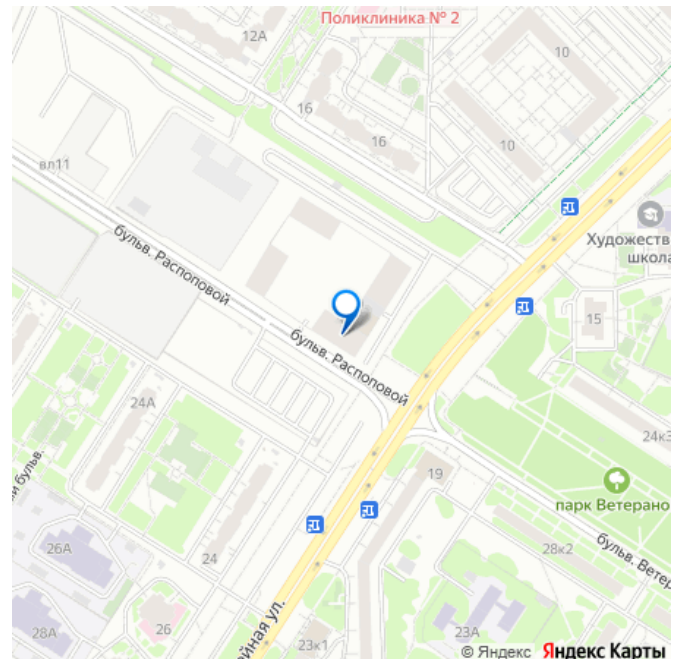 Поликлиника № 2
12А
10
16
16
10
вл11
Художеств
школа
бульв. Распоповой
15
бульв. Распоповой
24А
24к3
19
парк Ветерано
й бульв.
28к2
бульв. Ветер
26А
24
28А
26
ейная ул.
23к1
23А
© Яндекс Яндекс Карты